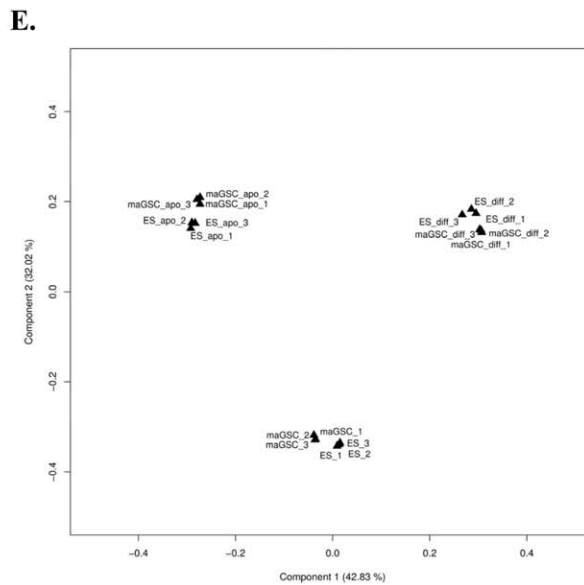 E.
0.4
0.2
0.0
−0.2
−0.4
Component 2 (32.02 %)
maGSC_apo_2
maGSC_apo_3
maGSC_apo_1
ES_apo_2
ES_apo_3
ES_apo_1
ES_diff_2
ES_diff_3
ES_diff_1
maGSC_diff_3
maGSC_diff_2
maGSC_diff_1
maGSC_2
maGSC_1
maGSC_3
ES_3
ES_1
ES_2
−0.4
−0.2
0.0
0.2
0.4
Component 1 (42.83 %)